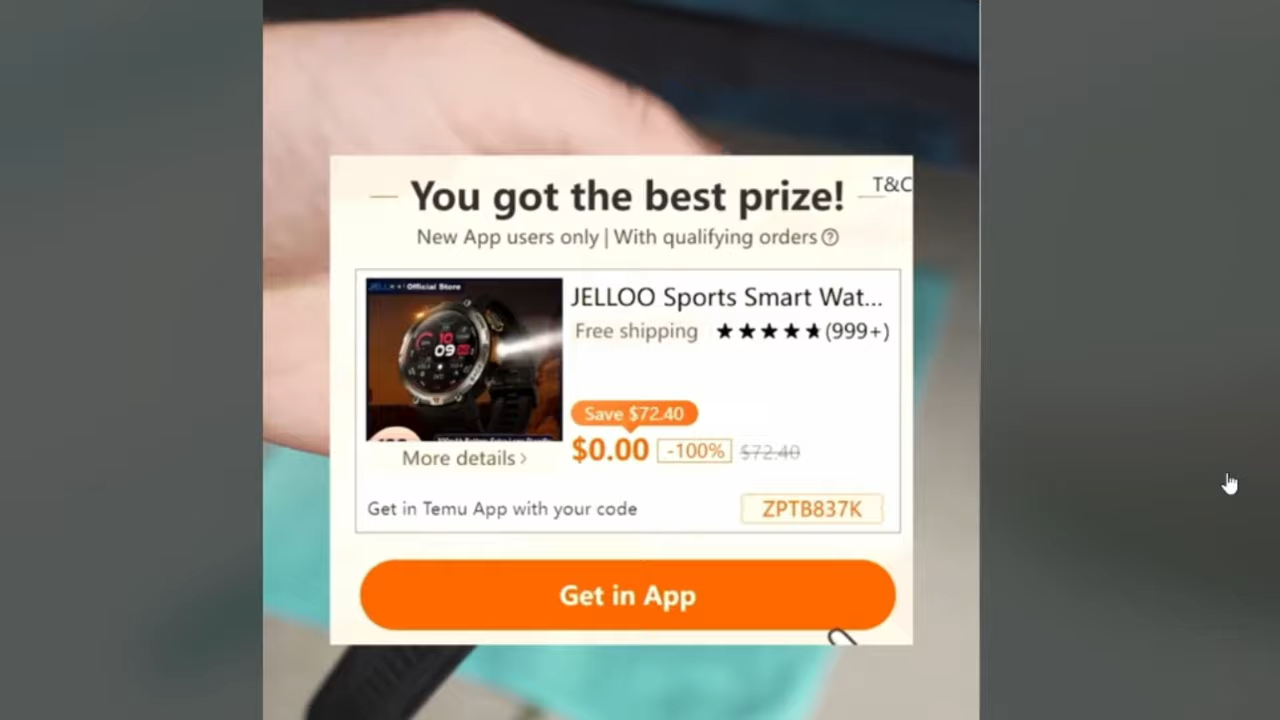 You got the best prize!
T&C
New App users only | With qualifying orders
Official Store
JELLOO Sports Smart Wat...
Free shipping (999+)
10
09
Save $72.40
$0.00 -100% $72.40
More details
Get in Temu App with your code ZPTB837K
Get in App